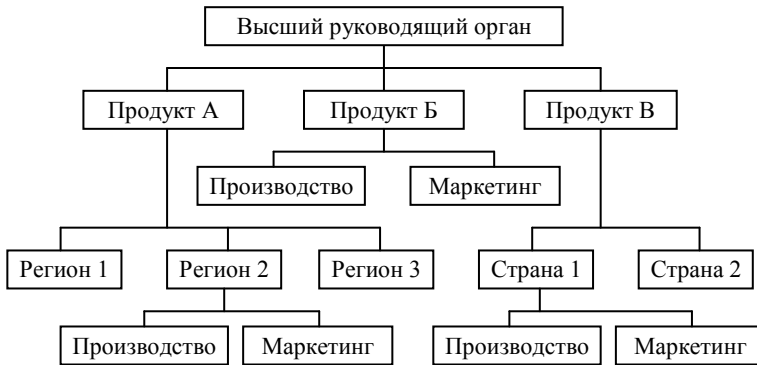 Высший руководящий орган
Продукт А
Продукт Б
Продукт В
Производство
Маркетинг
Регион 1
Регион 2
Регион 3
Страна 1
Страна 2
Производство
Маркетинг
Производство
Маркетинг